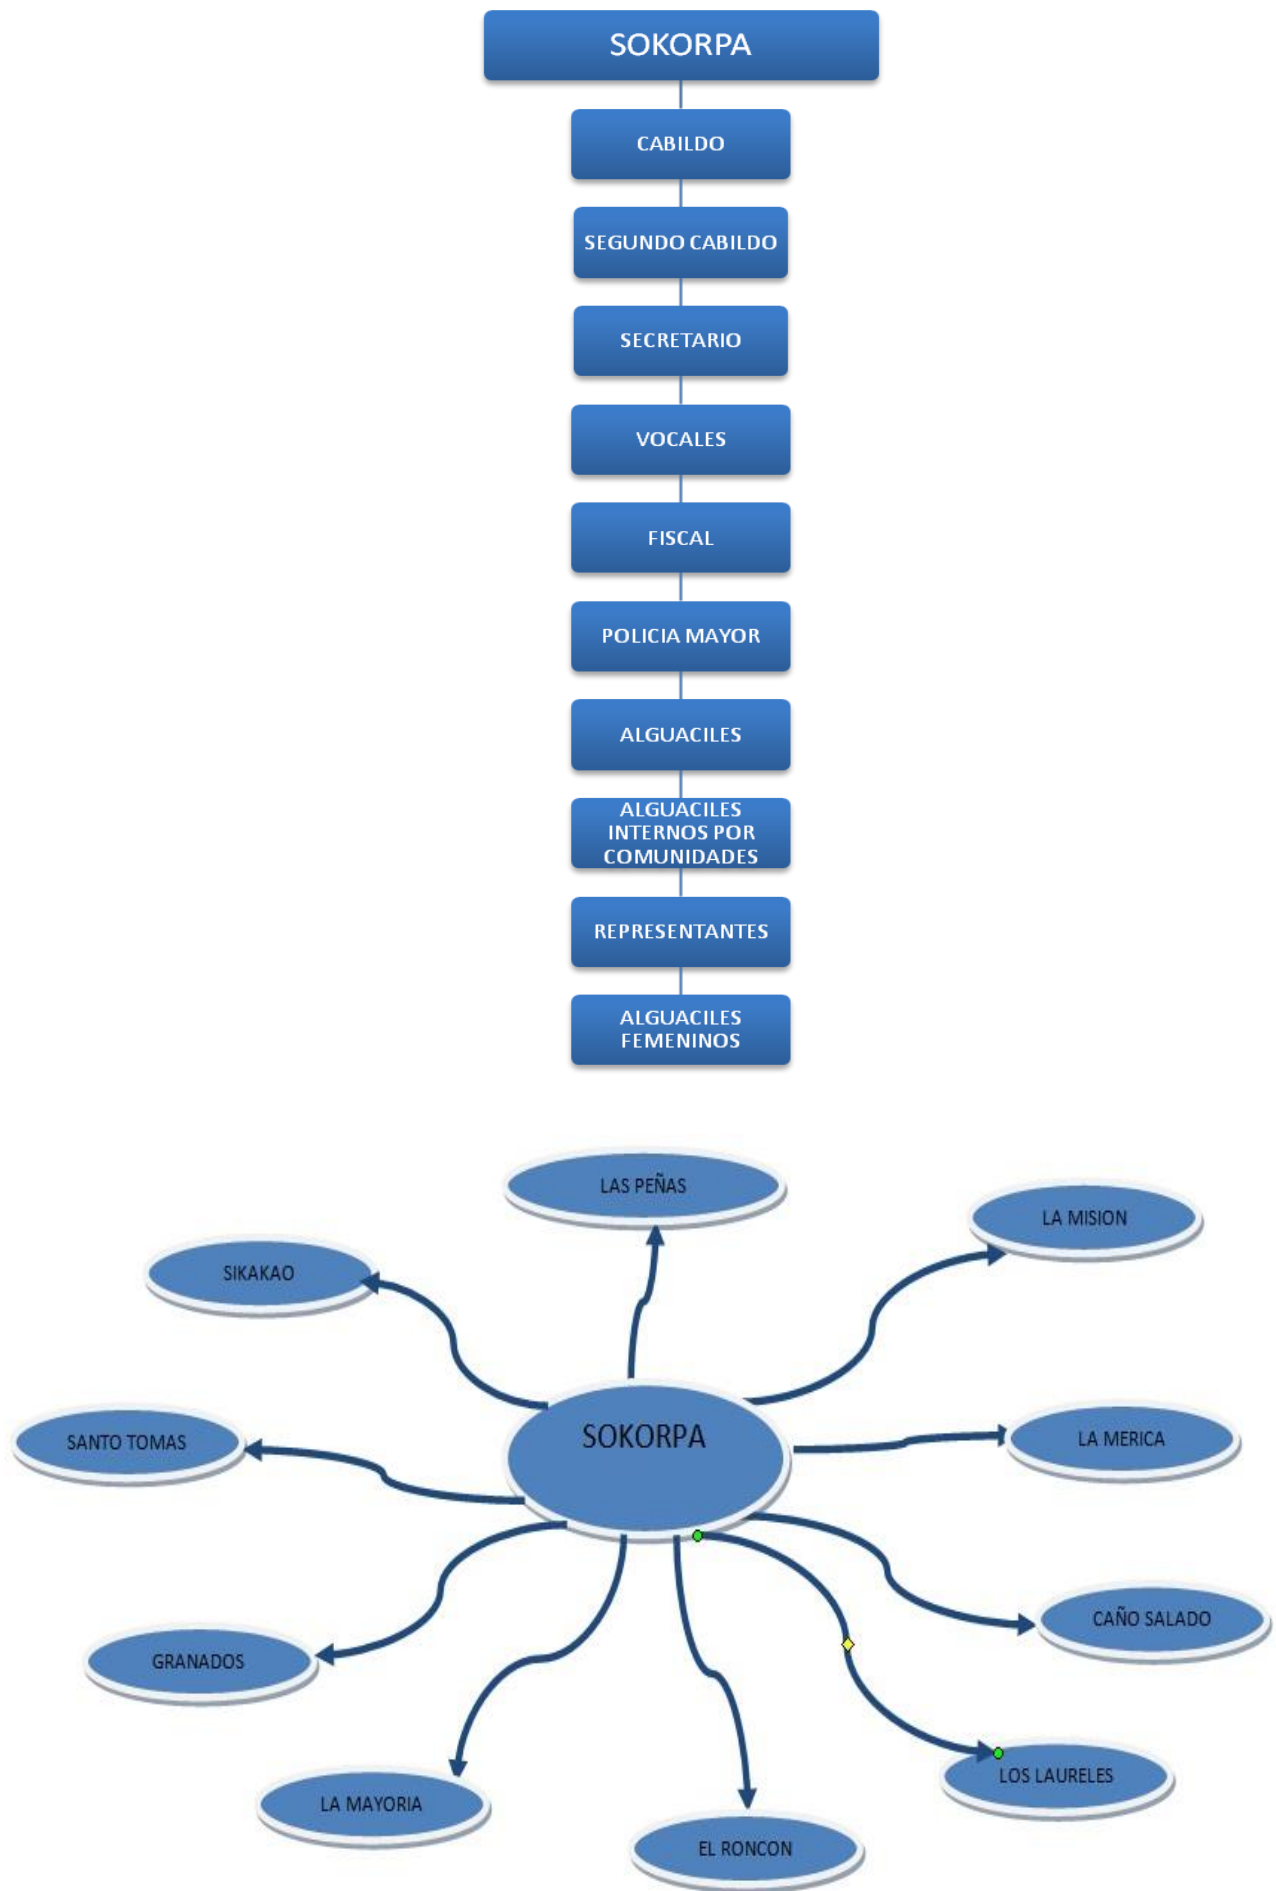 SOKORPA
CABILDO
SEGUNDO CABILDO
SECRETARIO
VOCALES
FISCAL
POLICIA MAYOR
ALGUACILES
ALGUACILES
INTERNOS POR
COMUNIDADES
REPRESENTANTES
ALGUACILES
FEMENINOS
LAS PEÑAS
LA MISION
SIKAKAO
SOKORPA
SANTO TOMAS
LA MERICA
CAÑO SALADO
GRANADOS
LOS LAURELES
LA MAYORIA
EL RONCON